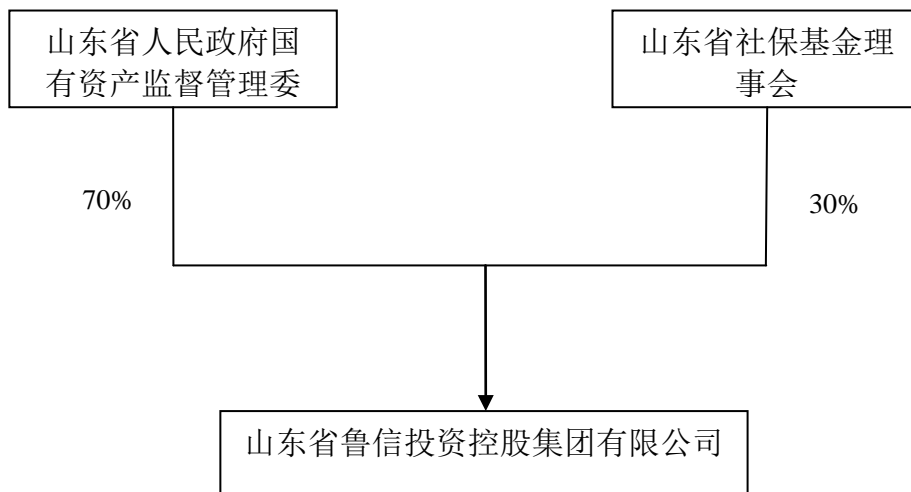 山东省人民政府国
有资产监督管理委
山东省社保基金理
事会
70%
30%
山东省鲁信投资控股集团有限公司